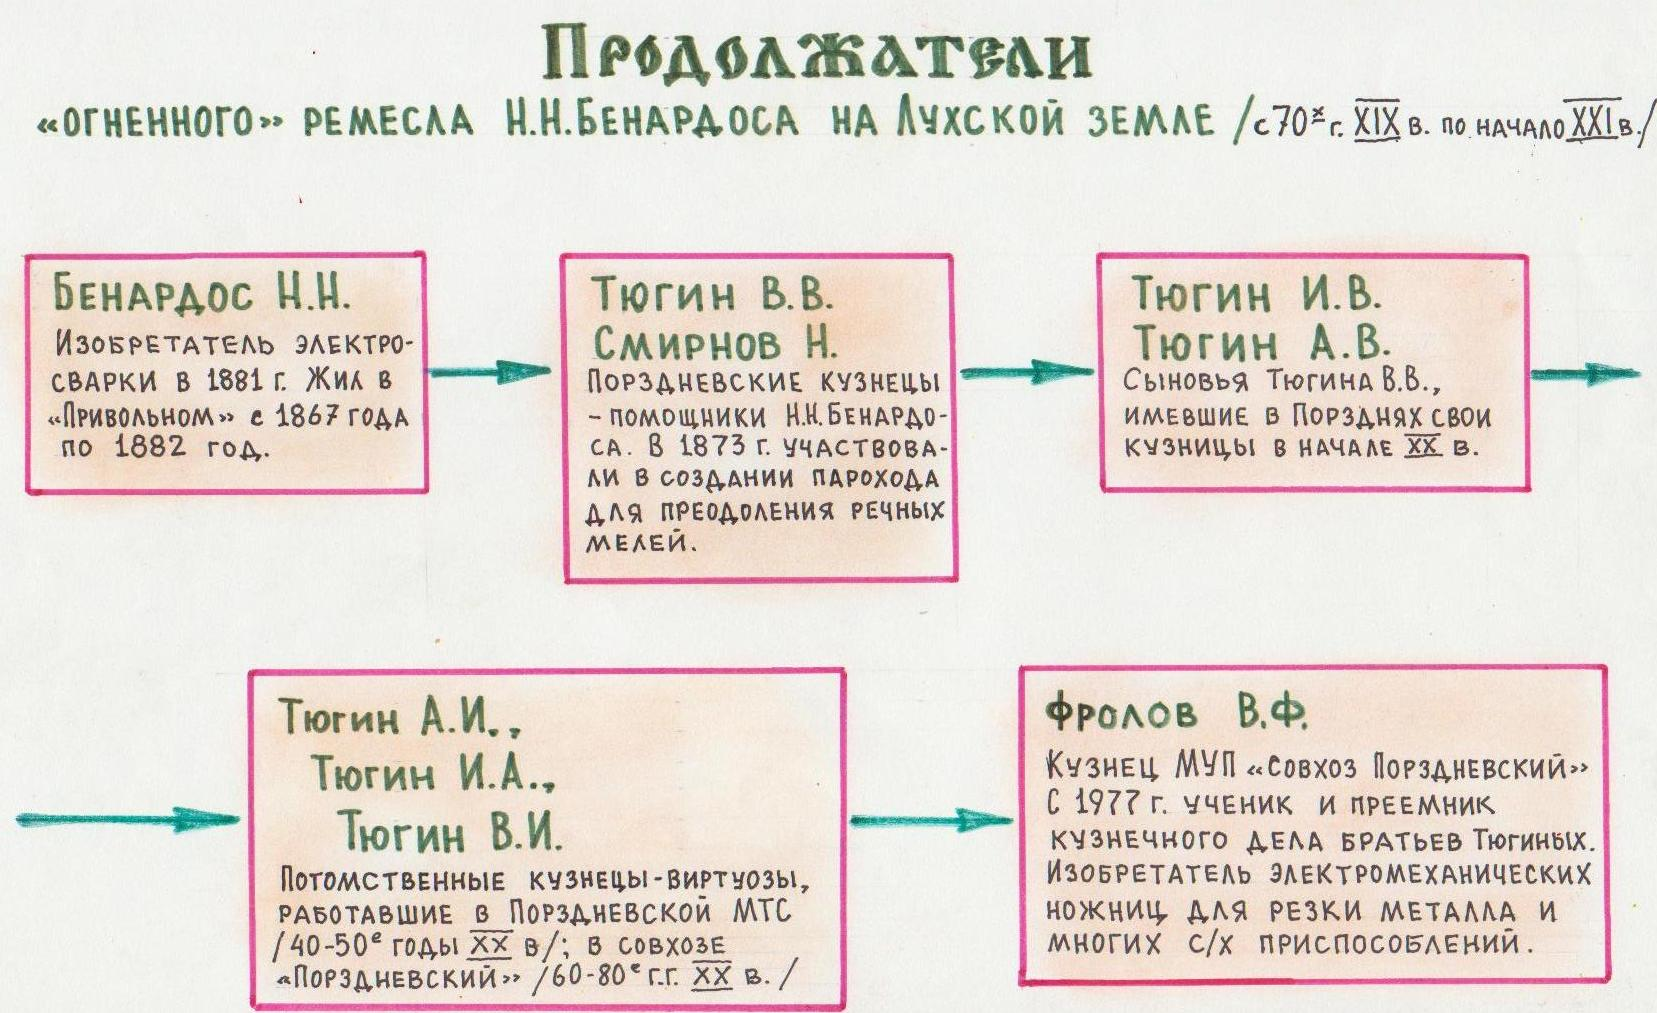 Продолжатели
«огненного» ремесла Н.Н.Бенардоса на Лухской земле /с 70х г. XIX в. по начало XXI в./
Бенардос Н.Н.
Изобретатель электро-
сварки в 1881 г. Жил в
«Привольном» с 1867 года
по 1882 год.
Тюгин В.В.
Смирнов Н.
Порздневские кузнецы
- помощники Н.Н.Бенардо-
са. В 1873 г. участвова-
ли в создании парохода
для преодоления речных
мелей.
Тюгин И.В.
Тюгин А.В.
Сыновья Тюгина В.В.,
имевшие в Порзднях свои
кузницы в начале XX в.
Тюгин А.И.,
Тюгин И.А.,
Тюгин В.И.
Потомственные кузнецы-виртуозы,
работавшие в Порздневской МТС
/40-50е годы XX в/; в совхозе
«Порздневский» /60-80е г.г. XX в. /
Фролов В.Ф.
Кузнец МУП «Совхоз Порздневский»
С 1977 г. ученик и преемник
кузнечного дела братьев Тюгиных.
Изобретатель электромеханических
ножниц для резки металла и
многих с/х приспособлений.